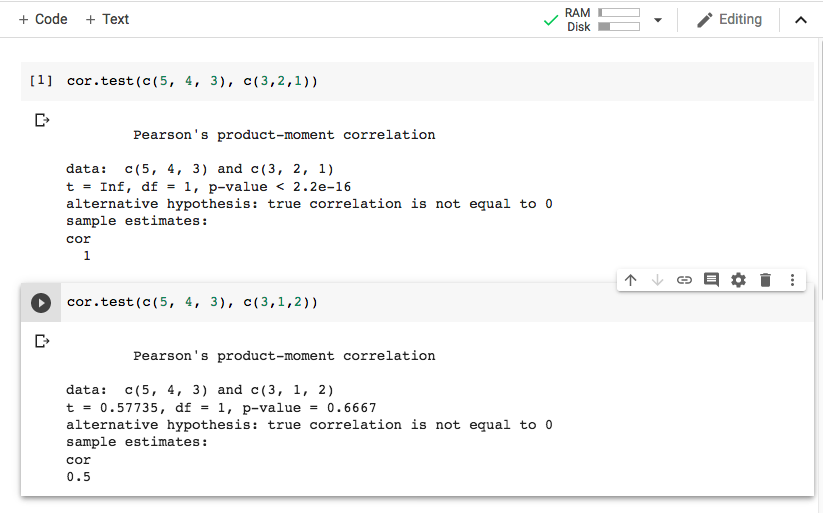 + Code + Text
RAM
Disk
Editing
[1] cor.test(c(5, 4, 3), c(3,2,1))
Pearson's product-moment correlation
data:  c(5, 4, 3) and c(3, 2, 1)
t = Inf, df = 1, p-value < 2.2e-16
alternative hypothesis: true correlation is not equal to 0
sample estimates:
cor
1
cor.test(c(5, 4, 3), c(3,1,2))
Pearson's product-moment correlation
data:  c(5, 4, 3) and c(3, 1, 2)
t = 0.57735, df = 1, p-value = 0.6667
alternative hypothesis: true correlation is not equal to 0
sample estimates:
cor
0.5